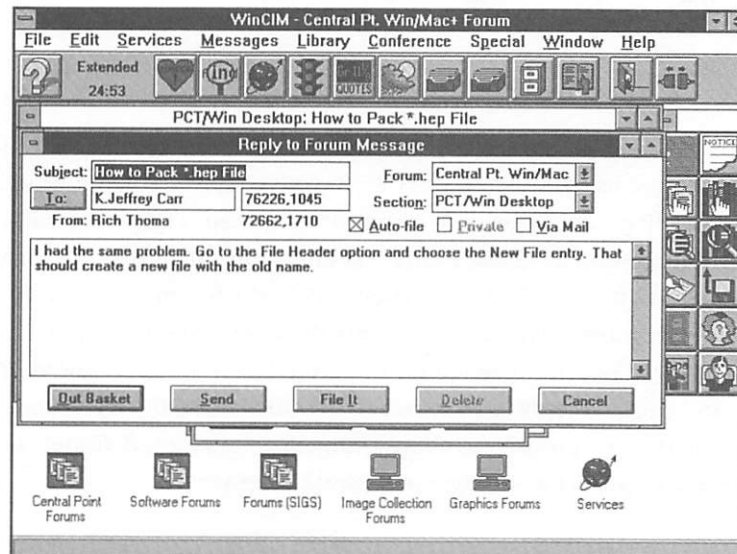 WinCIM - Central Pt. Win/Mac+ Forum
File Edit Services Messages Library Conference Special Window Help
Extended
24:53
QUOTES
PCT/Win Desktop: How to Pack *.hep File
Reply to Forum Message
NOTICE
Subject: How to Pack *.hep File
Forum: Central Pt. Win/Mac
To: K.Jeffrey Carr 76226,1045
Section: PCT/Win Desktop
From: Rich Thoma 72662,1710
Auto-file Private Via Mail
I had the same problem. Go to the File Header option and choose the New File entry. That
should create a new file with the old name.
Out Basket Send File It Delete Cancel
Central Point
Forums
Software Forums
Forums (SIGS)
Image Collection
Forums
Graphics Forums
Services